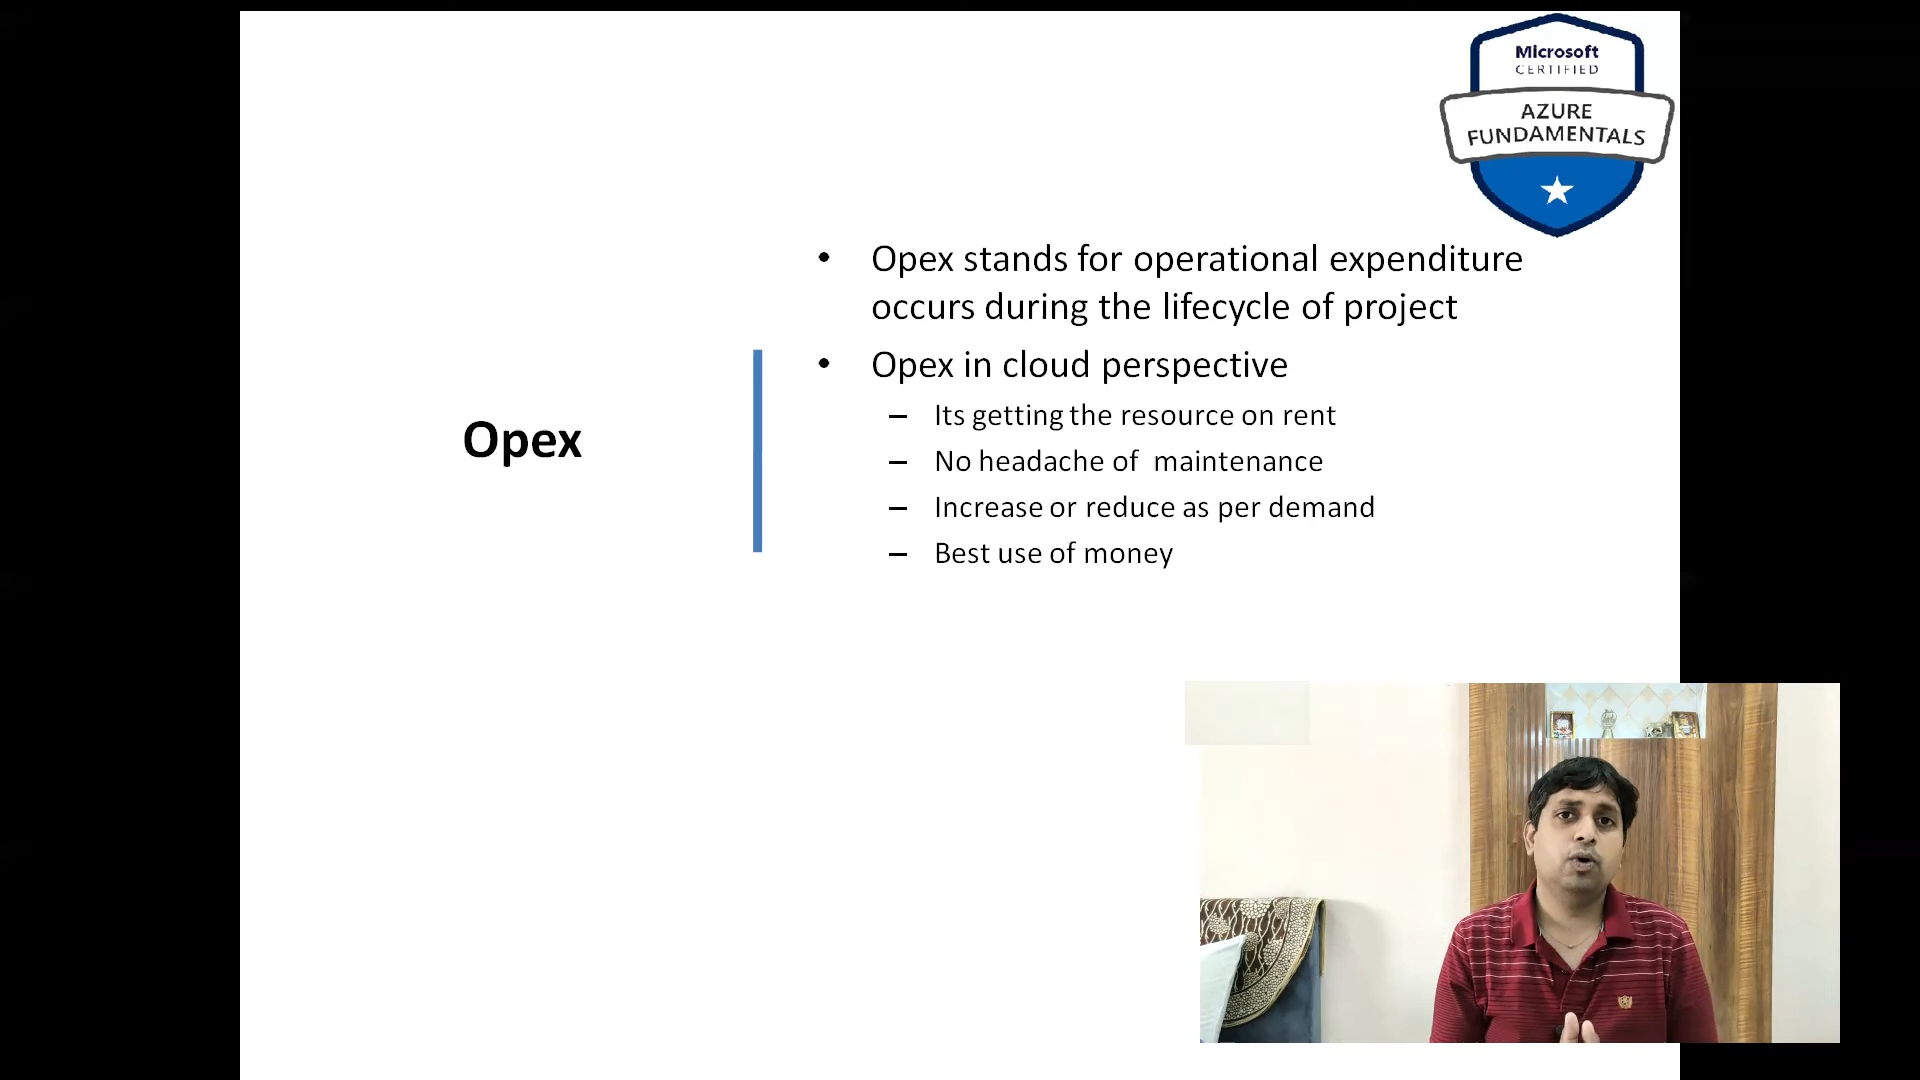 Microsoft
CERTIFIED
AZURE
FUNDAMENTALS
Opex
• Opex stands for operational expenditure
occurs during the lifecycle of project
• Opex in cloud perspective
– Its getting the resource on rent
– No headache of maintenance
– Increase or reduce as per demand
– Best use of money